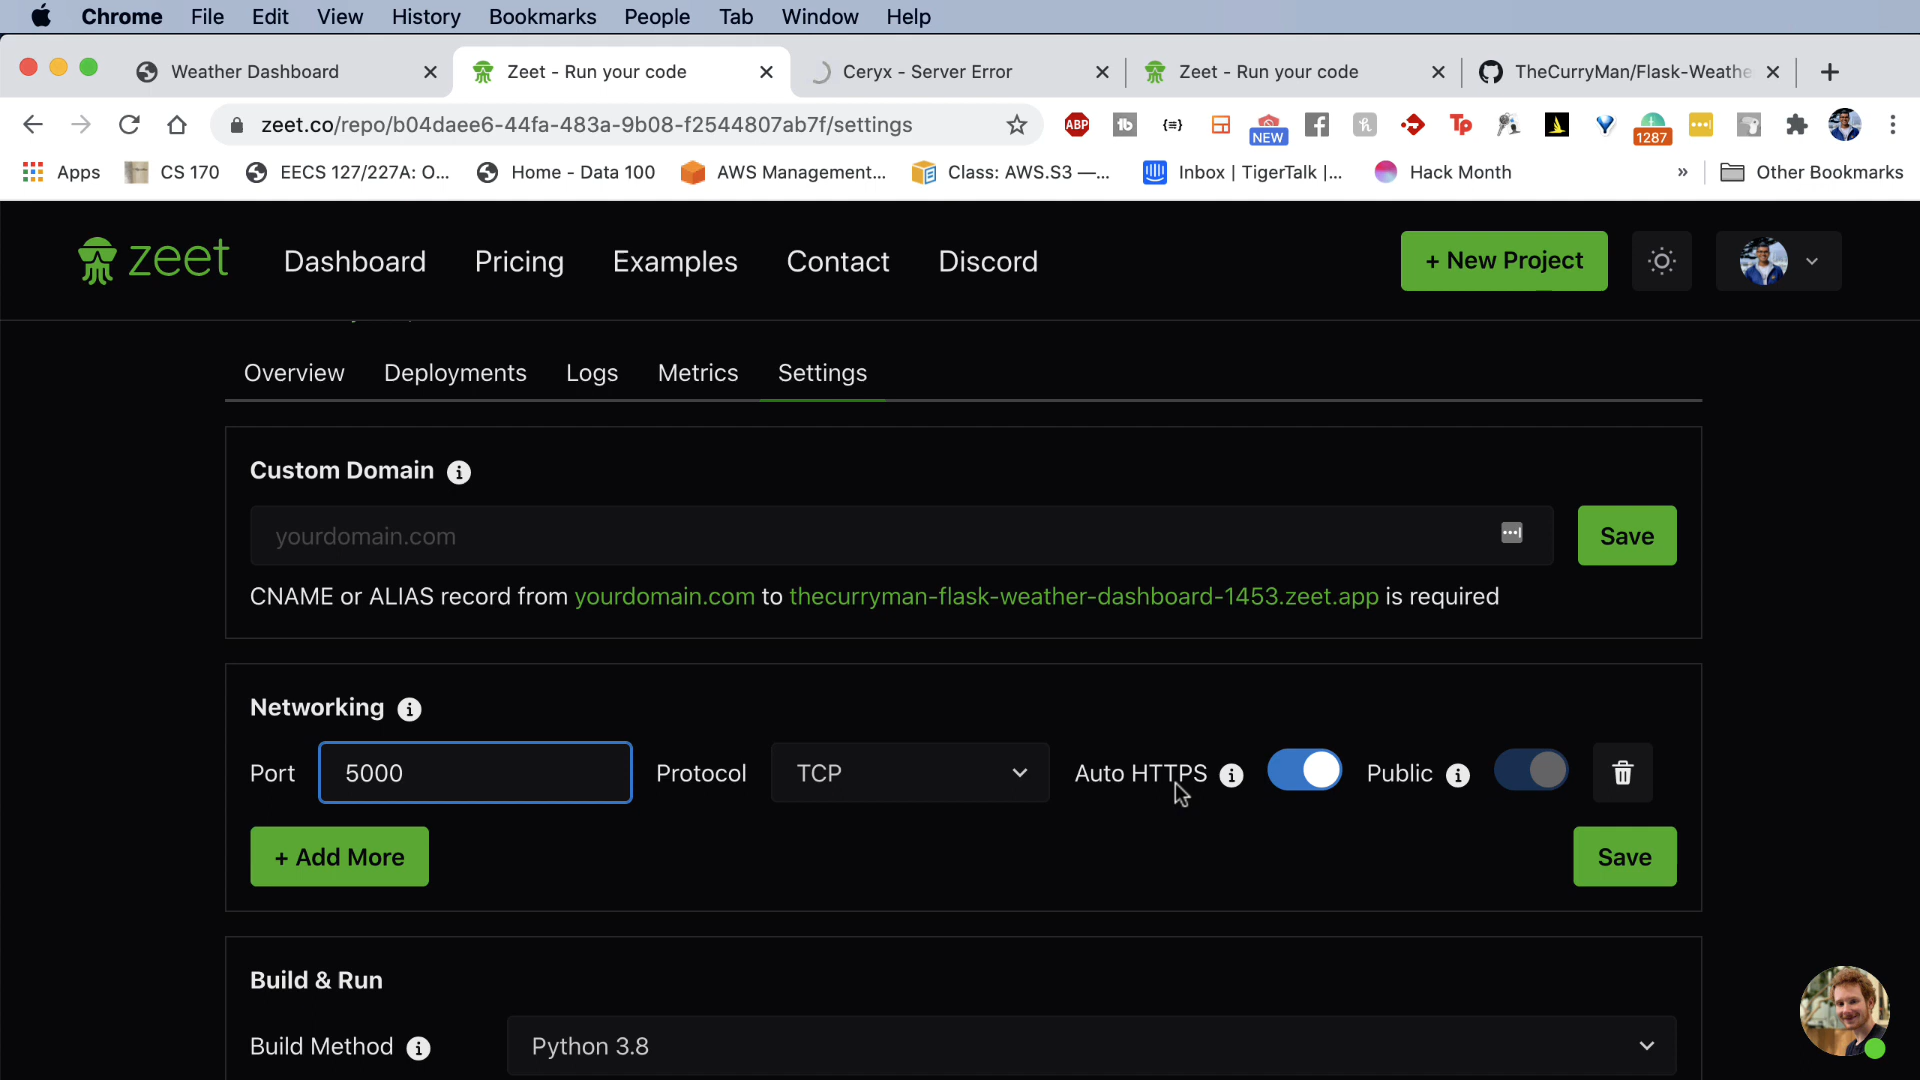 Chrome File Edit View History Bookmarks People Tab Window Help
Weather Dashboard Zeet - Run your code Ceryx - Server Error Zeet - Run your code TheCurryMan/Flask-Weathe
zeet.co/repo/b04daee6-44fa-483a-9b08-f2544807ab7f/settings ABP tb {≡} NEW h Tp 1287
Apps CS 170 EECS 127/227A: O... Home - Data 100 AWS Management... Class: AWS.S3 —... Inbox | TigerTalk |... Hack Month » Other Bookmarks
zeet Dashboard Pricing Examples Contact Discord + New Project
Overview Deployments Logs Metrics Settings
Custom Domain
yourdomain.com Save
CNAME or ALIAS record from yourdomain.com to thecurryman-flask-weather-dashboard-1453.zeet.app is required
Networking
Port 5000 Protocol TCP Auto HTTPS Public
+ Add More Save
Build & Run
Build Method Python 3.8